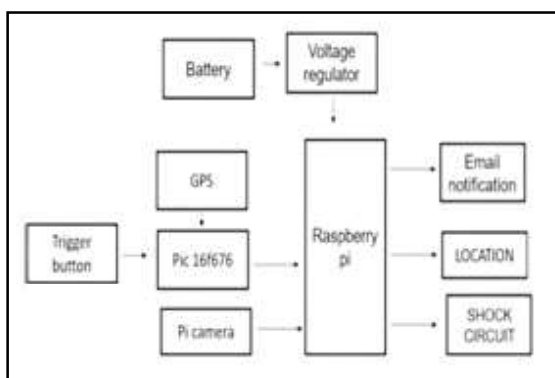 Battery
Voltage
regulator
GPS
Trigger
button
Pic 16f676
Pi camera
Raspberry
pi
Email
notification
LOCATION
SHOCK
CIRCUIT